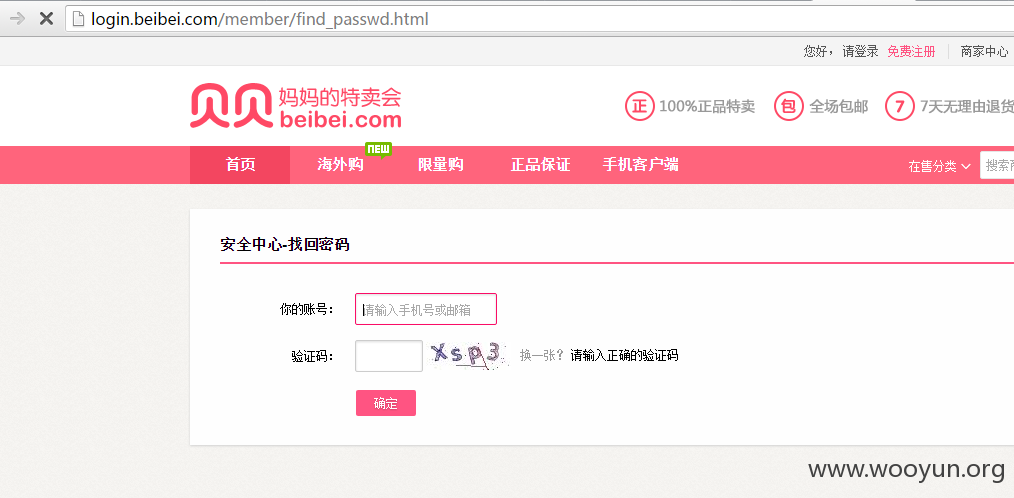 login.beibei.com/member/find_passwd.html
您好，请登录 免费注册 商家中心
贝贝 妈妈的特卖会
beibei.com
正 100%正品特卖 包 全场包邮 7 7天无理由退货
首页 海外购 NEW 限量购 正品保证 手机客户端 在售分类 搜索
安全中心-找回密码
你的账号： 请输入手机号或邮箱
验证码： Xsp3 换一张? 请输入正确的验证码
确定
www.wooyun.org